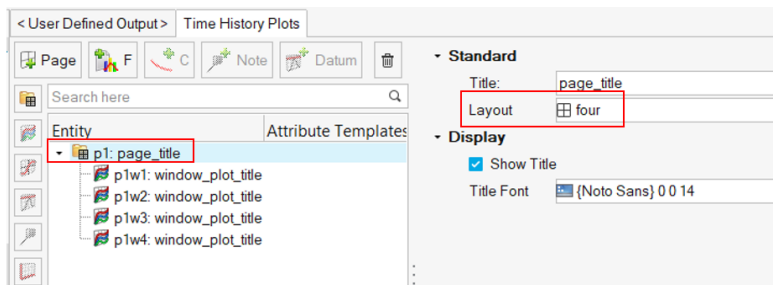 < User Defined Output >
Time History Plots
Page
F
C
Note
Datum
Search here
Entity
Attribute Templates
p1: page_title
p1w1: window_plot_title
p1w2: window_plot_title
p1w3: window_plot_title
p1w4: window_plot_title
Standard
Title: page_title
Layout four
Display
Show Title
Title Font {Noto Sans} 0 0 14